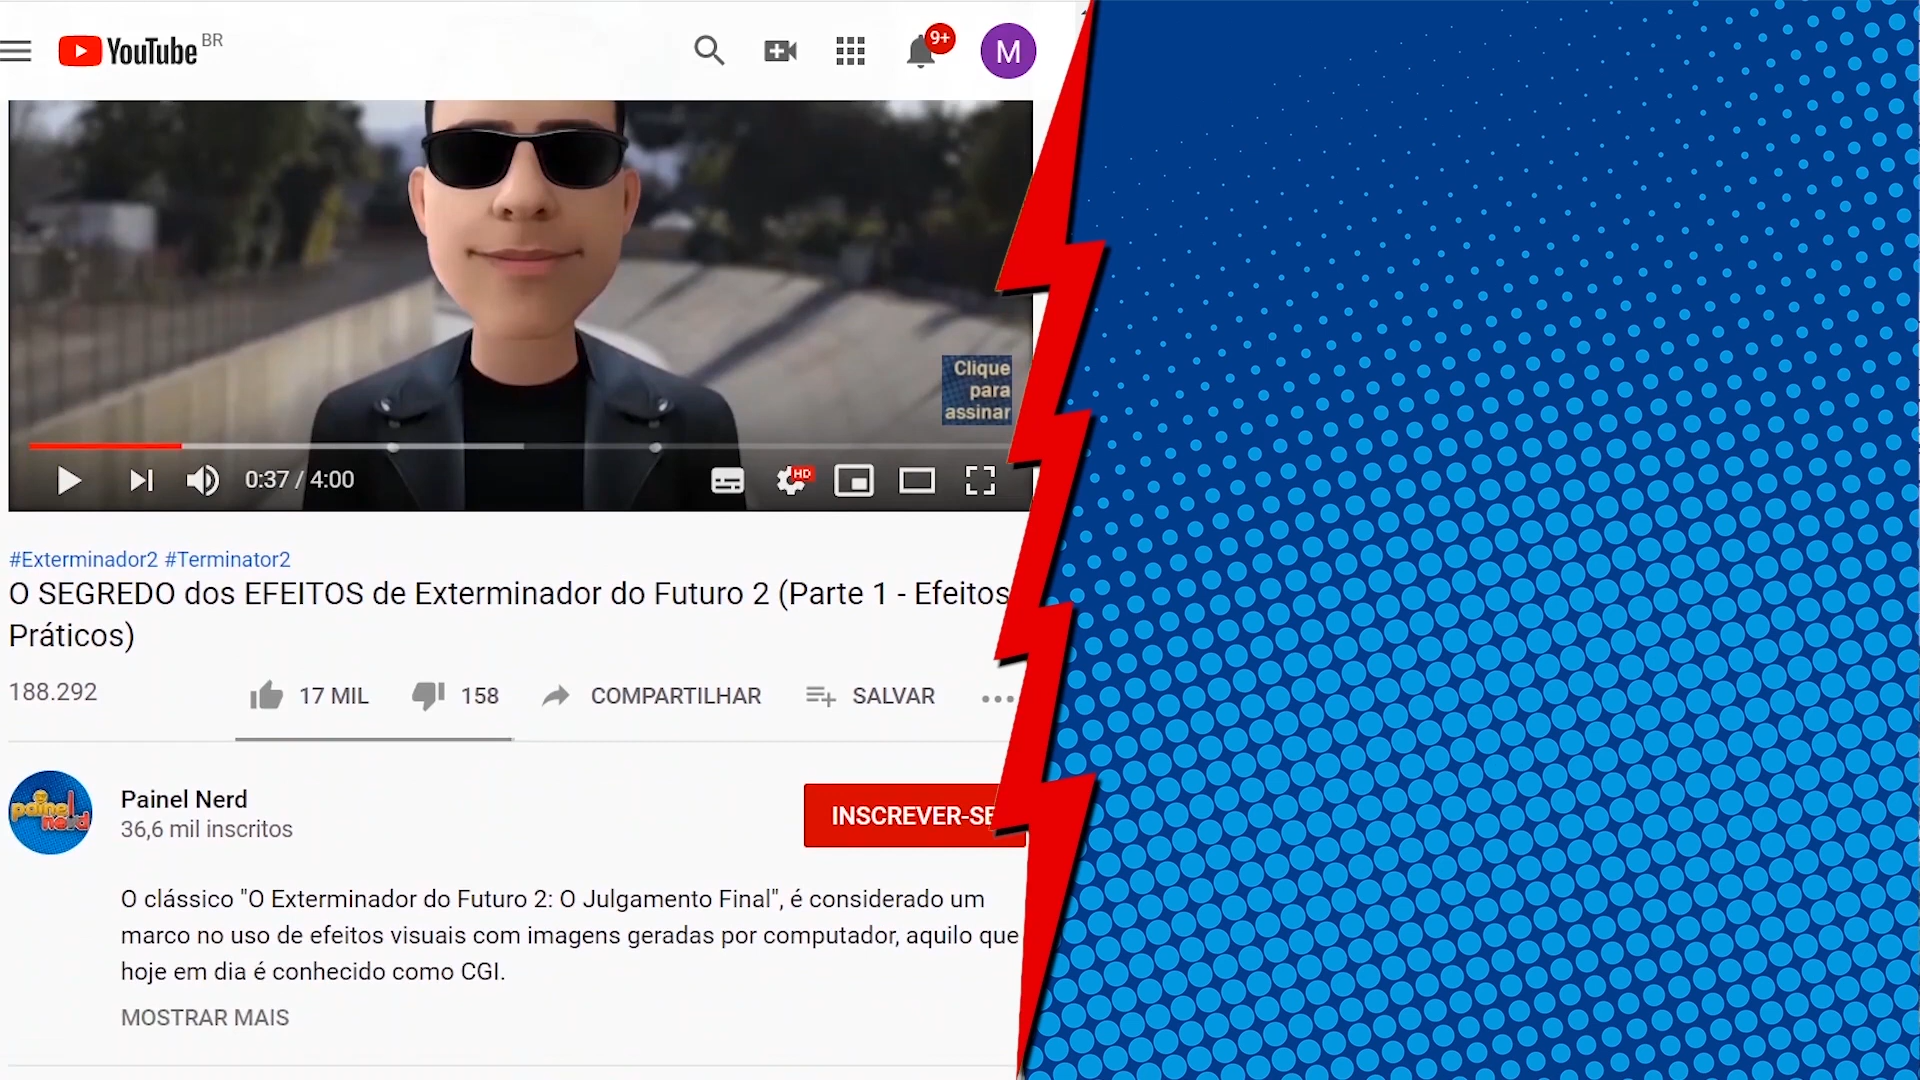 YouTube BR
9+
M
Clique
para
assinar
0:37 / 4:00
HD
#Exterminador2 #Terminator2
O SEGREDO dos EFEITOS de Exterminador do Futuro 2 (Parte 1 - Efeitos
Práticos)
188.292
17 MIL
158
COMPARTILHAR
SALVAR
painel
nerd
Painel Nerd
36,6 mil inscritos
INSCREVER-SE
O clássico "O Exterminador do Futuro 2: O Julgamento Final", é considerado um
marco no uso de efeitos visuais com imagens geradas por computador, aquilo que
hoje em dia é conhecido como CGI.
MOSTRAR MAIS